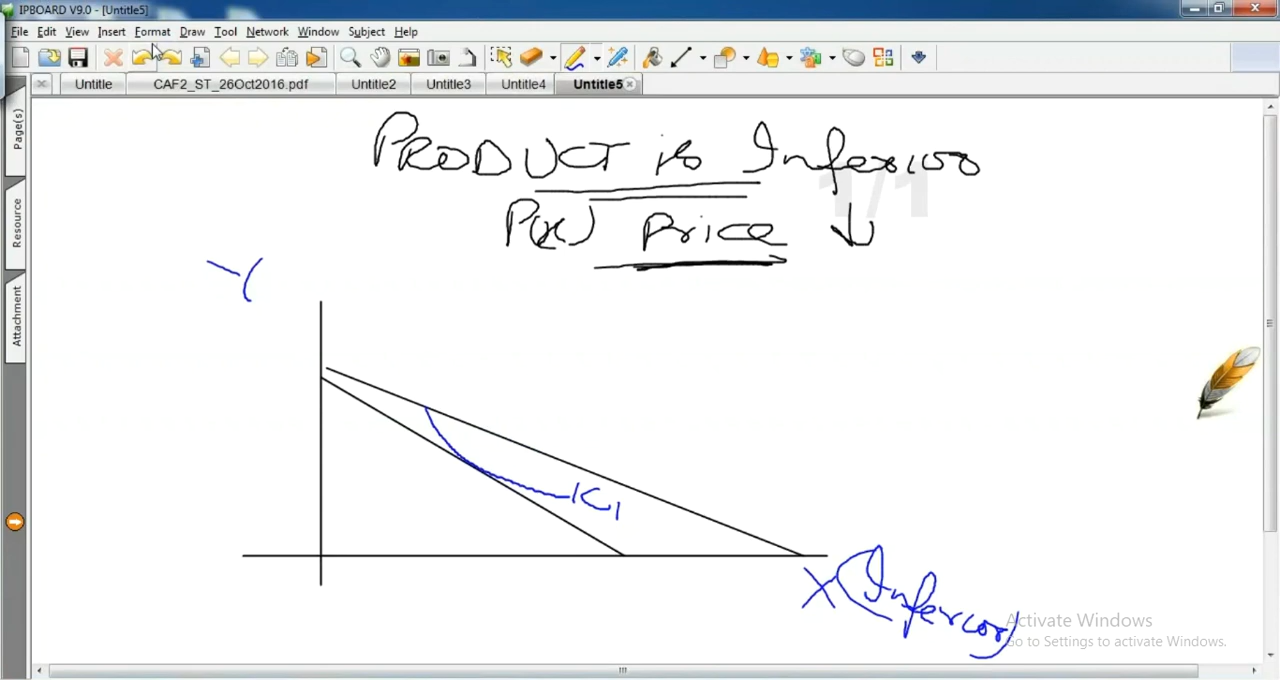 IPBOARD V9.0 - [Untitle5]
File Edit View Insert Format Draw Tool Network Window Subject Help
Untitle CAF2_ST_26Oct2016.pdf Untitle2 Untitle3 Untitle4 Untitle5
Page(s)
Resource
Attachment
PRODUCT is Inferior
1/1
P(x) Price ↓
Y
IC1
X (Inferior)
Activate Windows
Go to Settings to activate Windows.